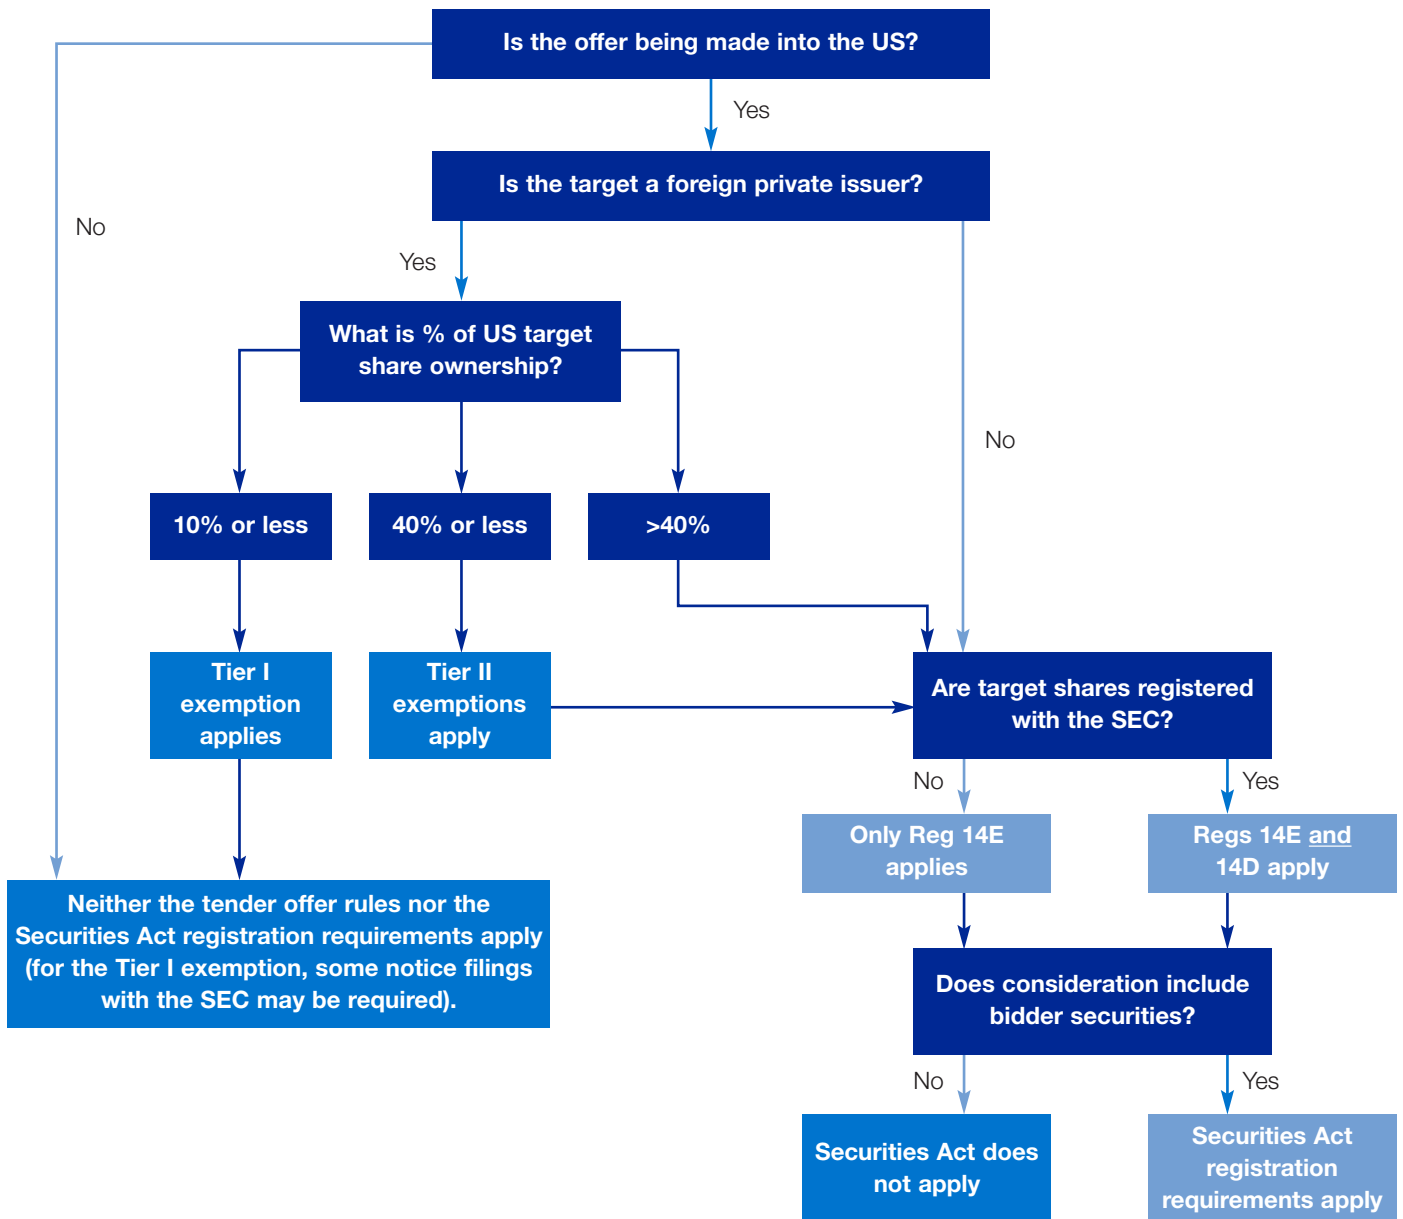 Is the offer being made into the US?
Yes
Is the target a foreign private issuer?
No
Yes
What is % of US target
share ownership?
No
10% or less
40% or less
>40%
Tier I
exemption
applies
Tier II
exemptions
apply
Are target shares registered
with the SEC?
No
Yes
Only Reg 14E
applies
Regs 14E and
14D apply
Neither the tender offer rules nor the
Securities Act registration requirements apply
(for the Tier I exemption, some notice filings
with the SEC may be required).
Does consideration include
bidder securities?
No
Yes
Securities Act does
not apply
Securities Act
registration
requirements apply